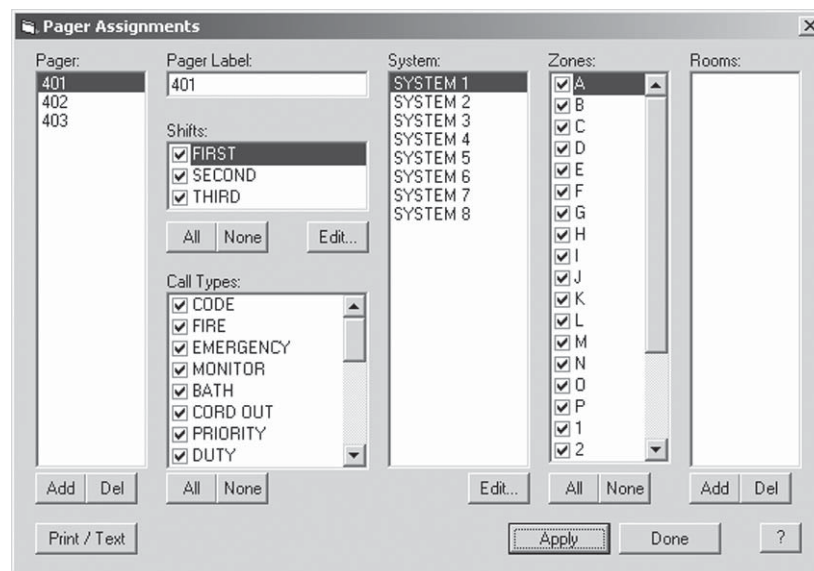 Pager Assignments
Pager:
401
402
403
Add Del
Print / Text
Pager Label:
401
Shifts:
FIRST
SECOND
THIRD
All None Edit...
Call Types:
CODE
FIRE
EMERGENCY
MONITOR
BATH
CORD OUT
PRIORITY
DUTY
All None
System:
SYSTEM 1
SYSTEM 2
SYSTEM 3
SYSTEM 4
SYSTEM 5
SYSTEM 6
SYSTEM 7
SYSTEM 8
Edit...
Zones:
A
B
C
D
E
F
G
H
I
J
K
L
M
N
O
P
1
2
All None
Rooms:
Add Del
Apply Done ?